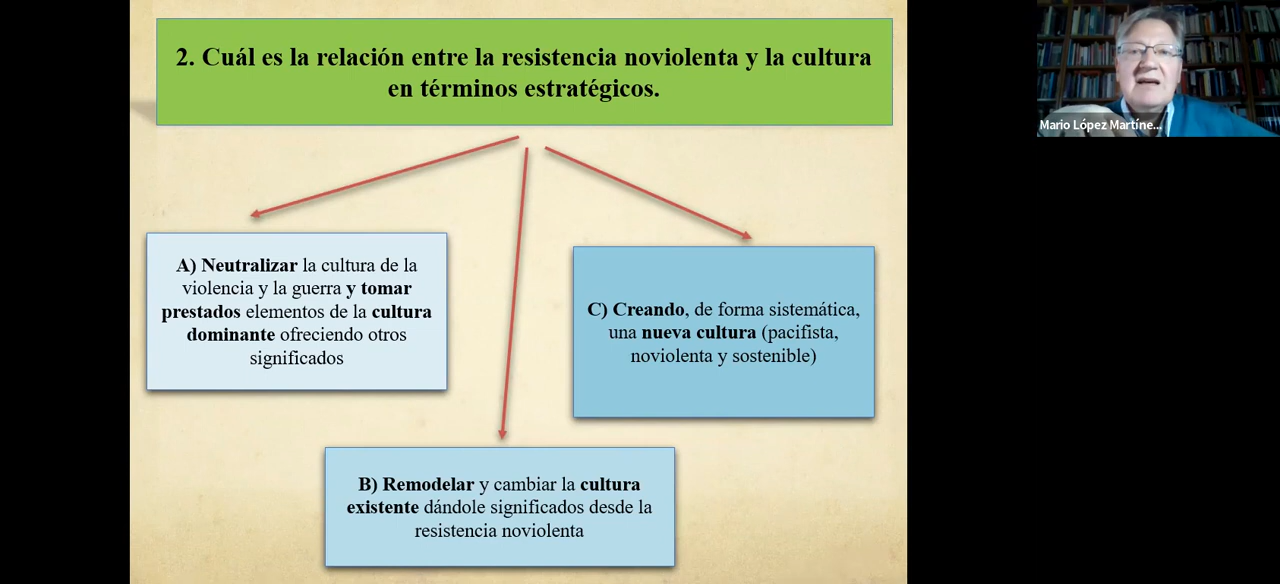 2. Cuál es la relación entre la resistencia noviolenta y la cultura
en términos estratégicos.
A) Neutralizar la cultura de la
violencia y la guerra y tomar
prestados elementos de la cultura
dominante ofreciendo otros
significados
C) Creando, de forma sistemática,
una nueva cultura (pacifista,
noviolenta y sostenible)
B) Remodelar y cambiar la cultura
existente dándole significados desde la
resistencia noviolenta
Mario López Martíne...